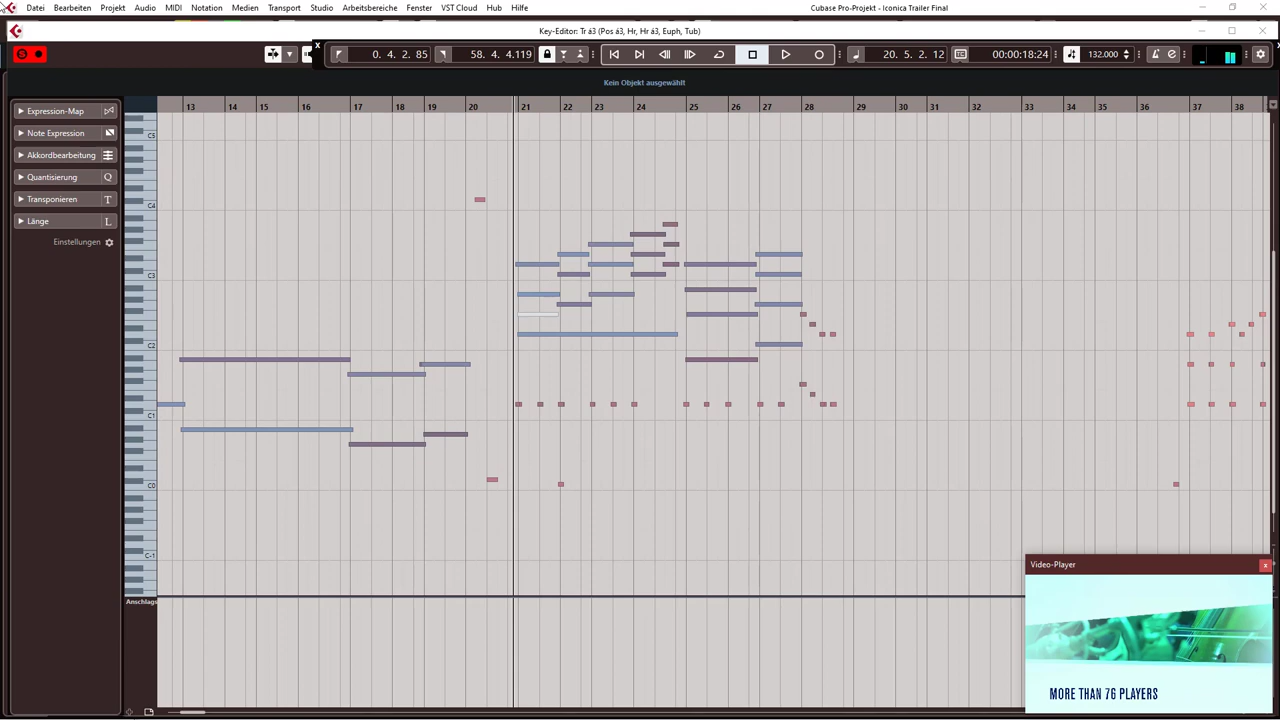 Datei Bearbeiten Projekt Audio MIDI Notation Medien Transport Studio Arbeitsbereiche Fenster VST Cloud Hub Hilfe Cubase Pro-Projekt - Iconica Trailer Final
Key-Editor: Tr á3 (Pos á3, Hr, Hr á3, Euph, Tub)
S 0. 4. 2. 85 58. 4. 4.119 20. 5. 2. 12 00:00:18:24 132.000
Kein Objekt ausgewählt
13 14 15 16 17 18 19 20 21 22 23 24 25 26 27 28 29 30 31 32 33 34 35 36 37 38
Expression-Map
Note Expression
Akkordbearbeitung
Quantisierung Q
Transponieren T
Länge L
Einstellungen
C5
C4
C3
C2
C1
C0
C-1
Anschlags
Video-Player x
MORE THAN 76 PLAYERS